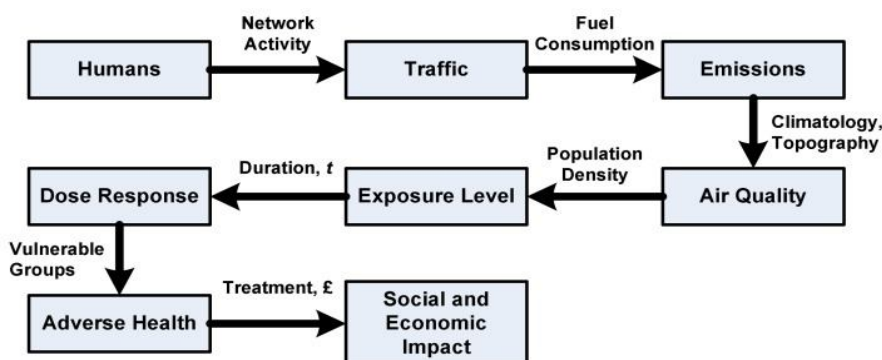 Network
Activity
Fuel
Consumption
Humans
Traffic
Emissions
Climatology,
Topography
Population
Density
Duration, t
Dose Response
Exposure Level
Air Quality
Vulnerable
Groups
Treatment, £
Adverse Health
Social and
Economic
Impact